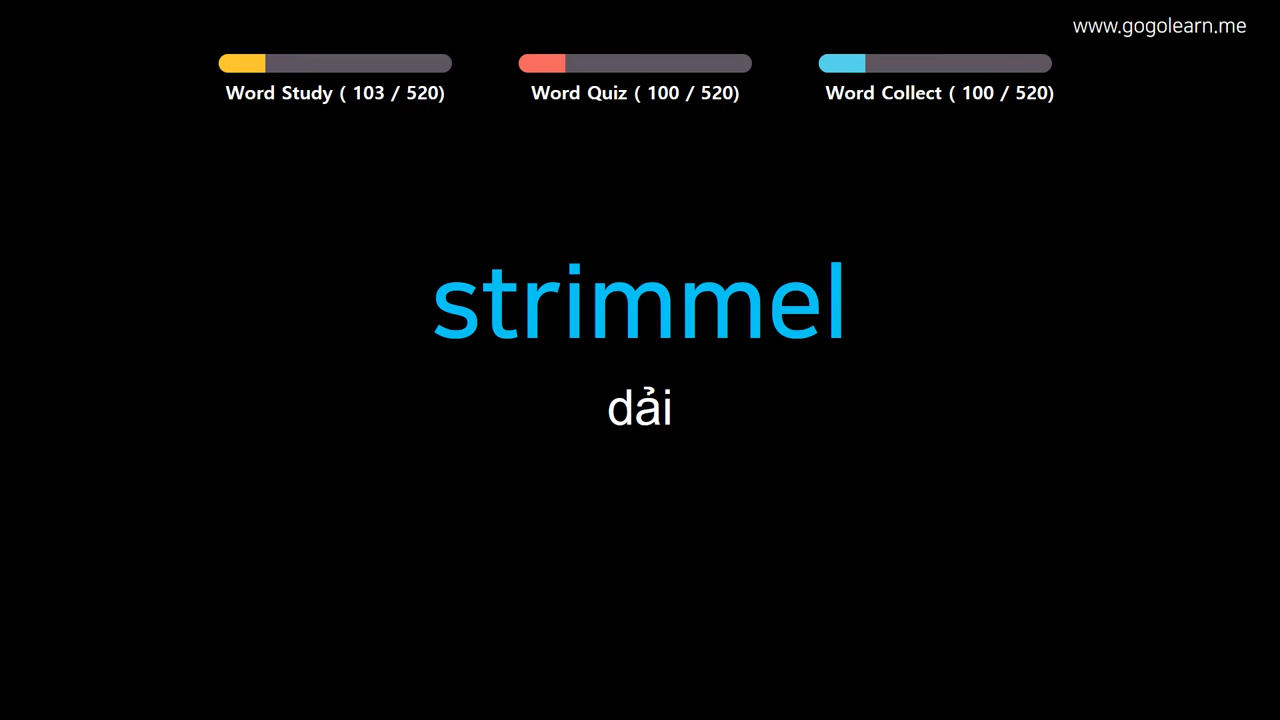 www.gogolearn.me
Word Study ( 103 / 520)
Word Quiz ( 100 / 520)
Word Collect ( 100 / 520)
strimmel
dải